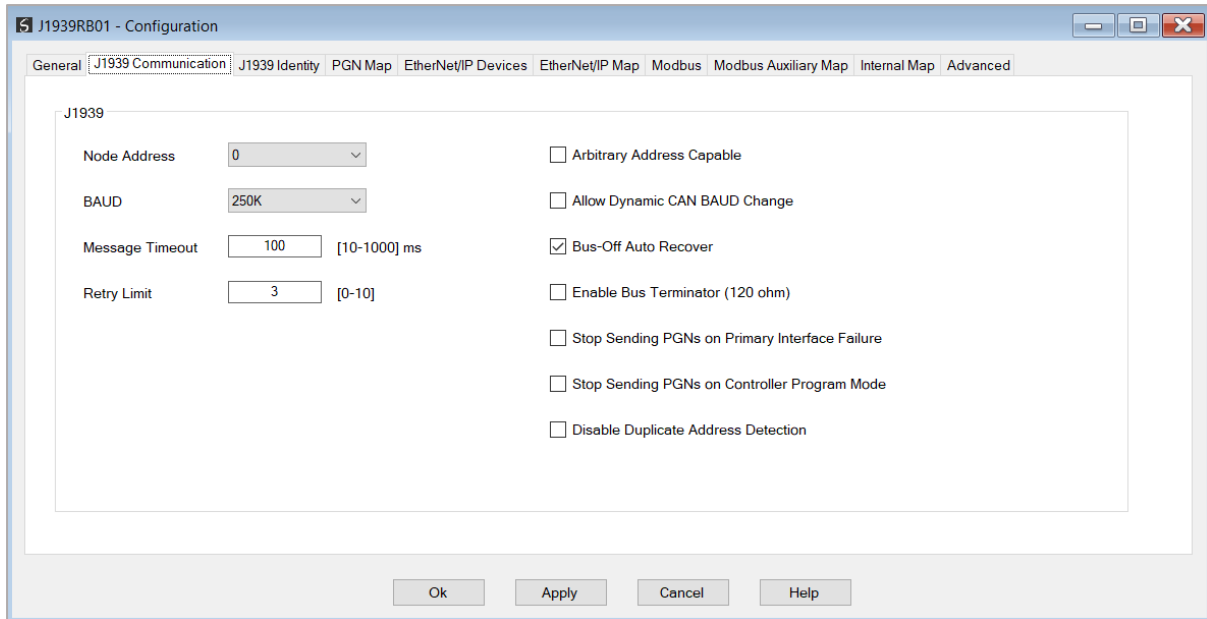 J1939RB01 - Configuration
General J1939 Communication J1939 Identity PGN Map EtherNet/IP Devices EtherNet/IP Map Modbus Modbus Auxiliary Map Internal Map Advanced
J1939
Node Address 0 Arbitrary Address Capable
BAUD 250K Allow Dynamic CAN BAUD Change
Message Timeout 100 [10-1000] ms Bus-Off Auto Recover
Retry Limit 3 [0-10] Enable Bus Terminator (120 ohm)
Stop Sending PGNs on Primary Interface Failure
Stop Sending PGNs on Controller Program Mode
Disable Duplicate Address Detection
Ok Apply Cancel Help